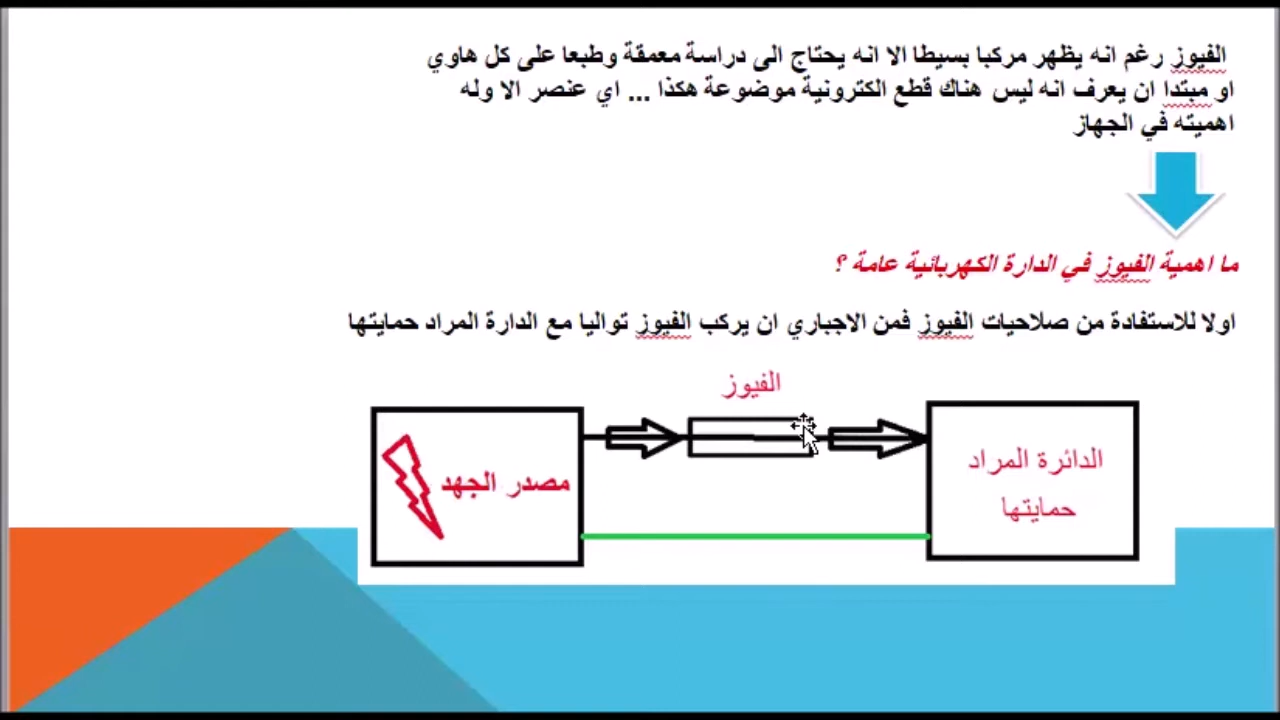 الفيوز رغم انه يظهر مركبا بسيطا الا انه يحتاج الى دراسة معمقة وطبعا على كل هاوي
او مبتدا ان يعرف انه ليس هناك قطع الكترونية موضوعة هكذا ... اي عنصر الا وله
اهميته في الجهاز
ما اهمية الفيوز في الدارة الكهربائية عامة ؟
اولا للاستفادة من صلاحيات الفيوز فمن الاجباري ان يركب الفيوز تواليا مع الدارة المراد حمايتها
الفيوز
الدائرة المراد
حمايتها
مصدر الجهد